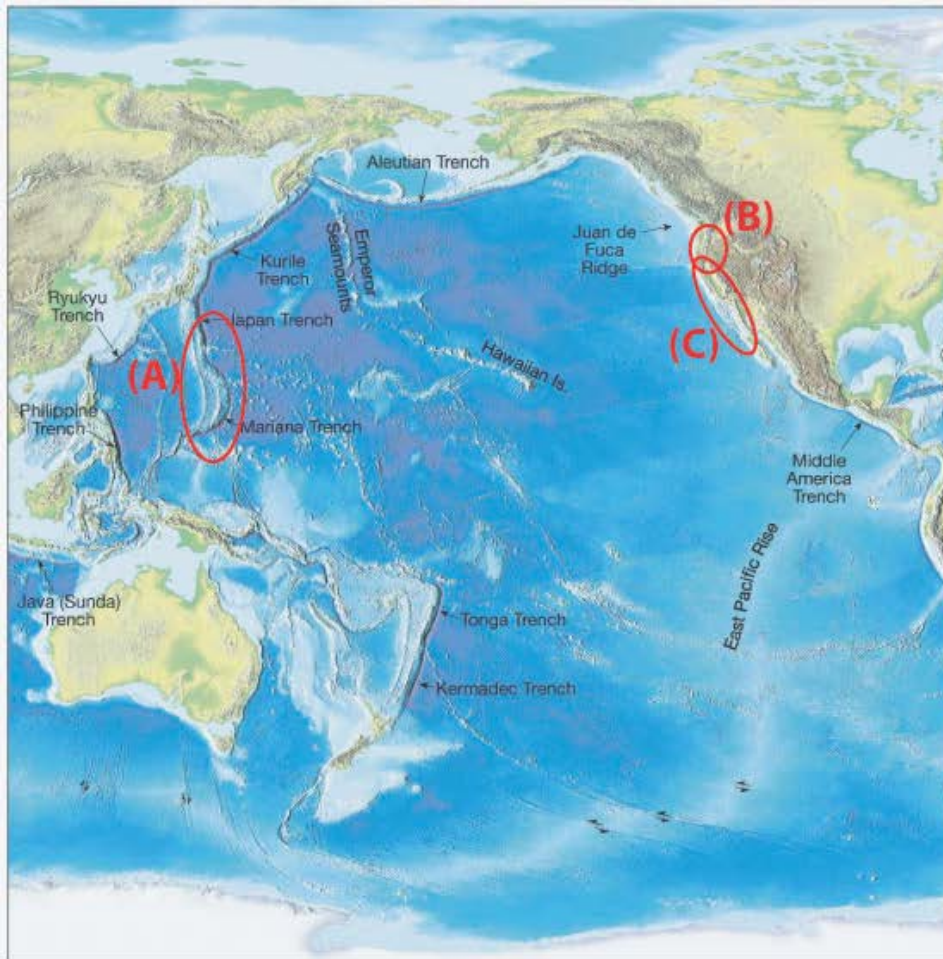 Aleutian Trench
(B)
Juan de
Fuca
Ridge
Emperor
Seamounts
Kurile
Trench
Ryukyu
Trench
Japan Trench
(C)
(A)
Hawaiian Is.
Philippine
Trench
Mariana Trench
Middle
America
Trench
East Pacific Rise
Java (Sunda)
Trench
Tonga Trench
Kermadec Trench